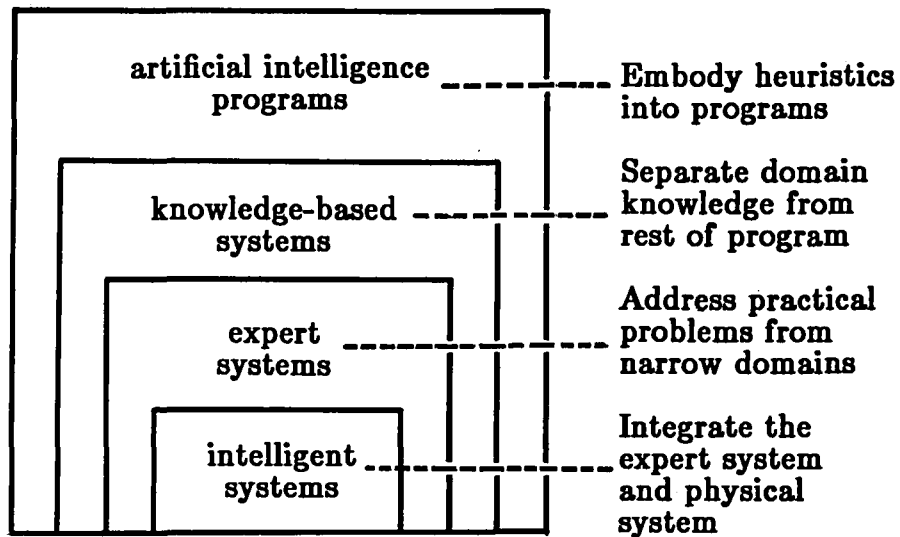 artificial intelligence
programs
Embody heuristics
into programs
knowledge-based
systems
Separate domain
knowledge from
rest of program
expert
systems
Address practical
problems from
narrow domains
intelligent
systems
Integrate the
expert system
and physical
system